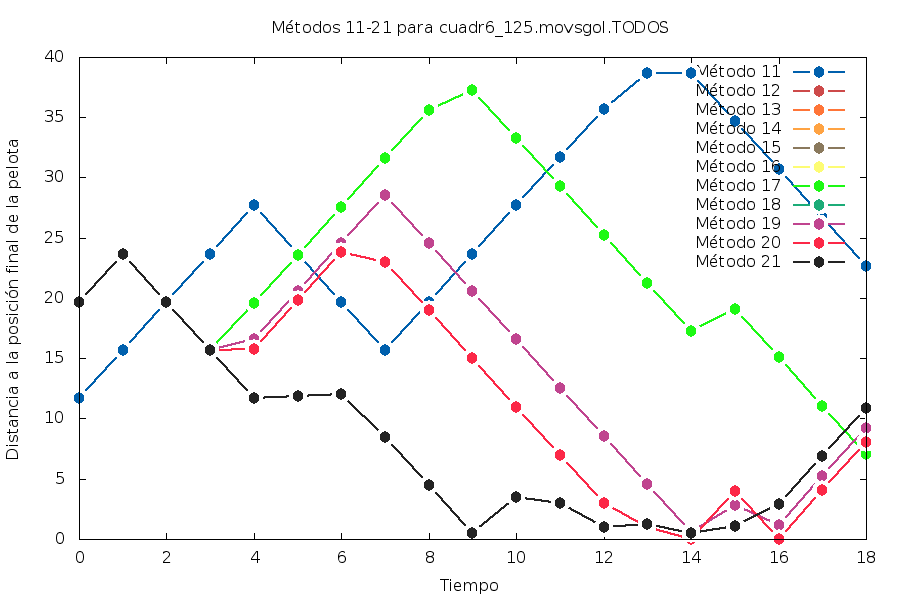 Métodos 11-21 para cuadr6_125.movsgol.TODOS
40
35
30
25
20
15
10
5
0
Distancia a la posición final de la pelota
Método 11
Método 12
Método 13
Método 14
Método 15
Método 16
Método 17
Método 18
Método 19
Método 20
Método 21
0 2 4 6 8 10 12 14 16 18
Tiempo